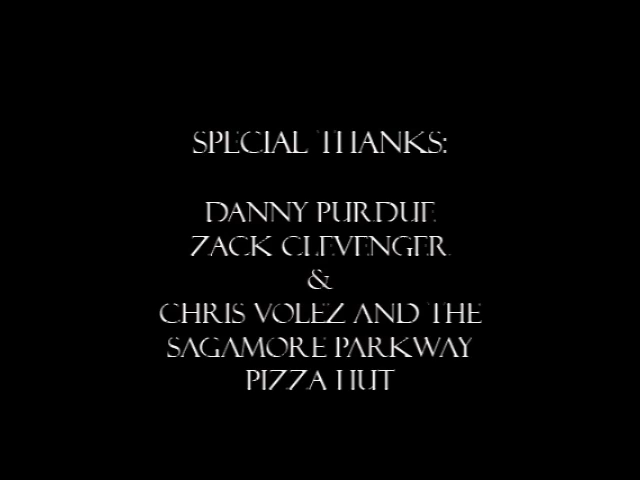 SPECIAL THANKS:
DANNY PURDUE
ZACK CLEVENGER
&
CHRIS VOLEZ AND THE
SAGAMORE PARKWAY
PIZZA HUT